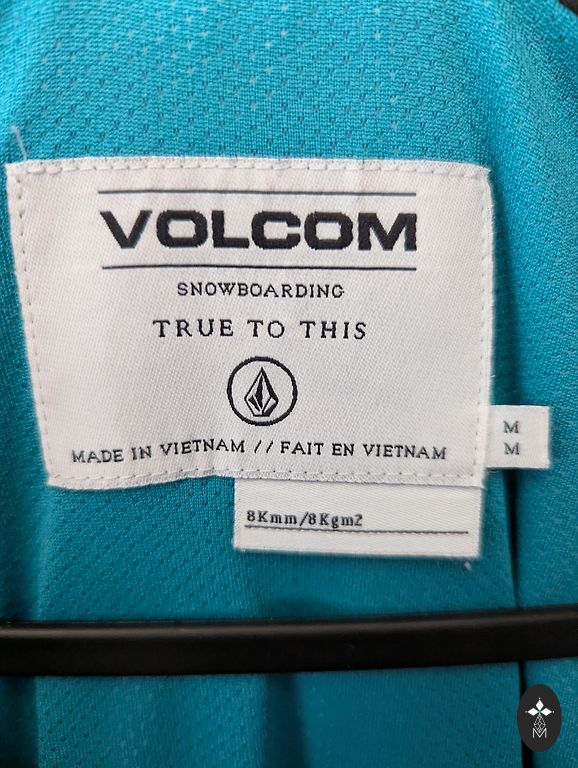 VOLCOM
SNOWBOARDING
TRUE TO THIS
MADE IN VIETNAM // FAIT EN VIETNAM
M
M
8Kmm/8Kgm2
M